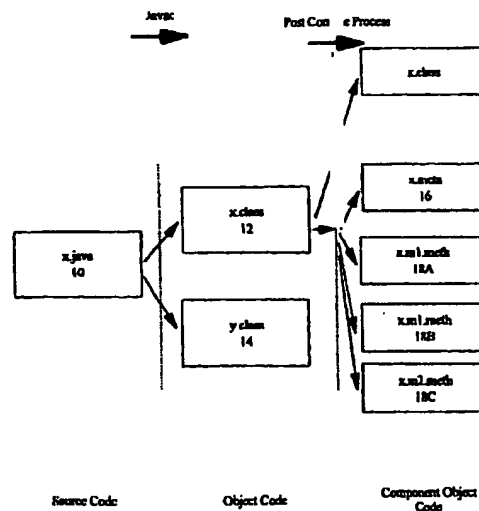 Javac
Post Con e Process
x.class
x.java
10
x.class
12
y class
14
x.meta
16
x.m1.meth
18A
x.m1.meth
18B
x.m2.meth
18C
Source Code
Object Code
Component Object
Code